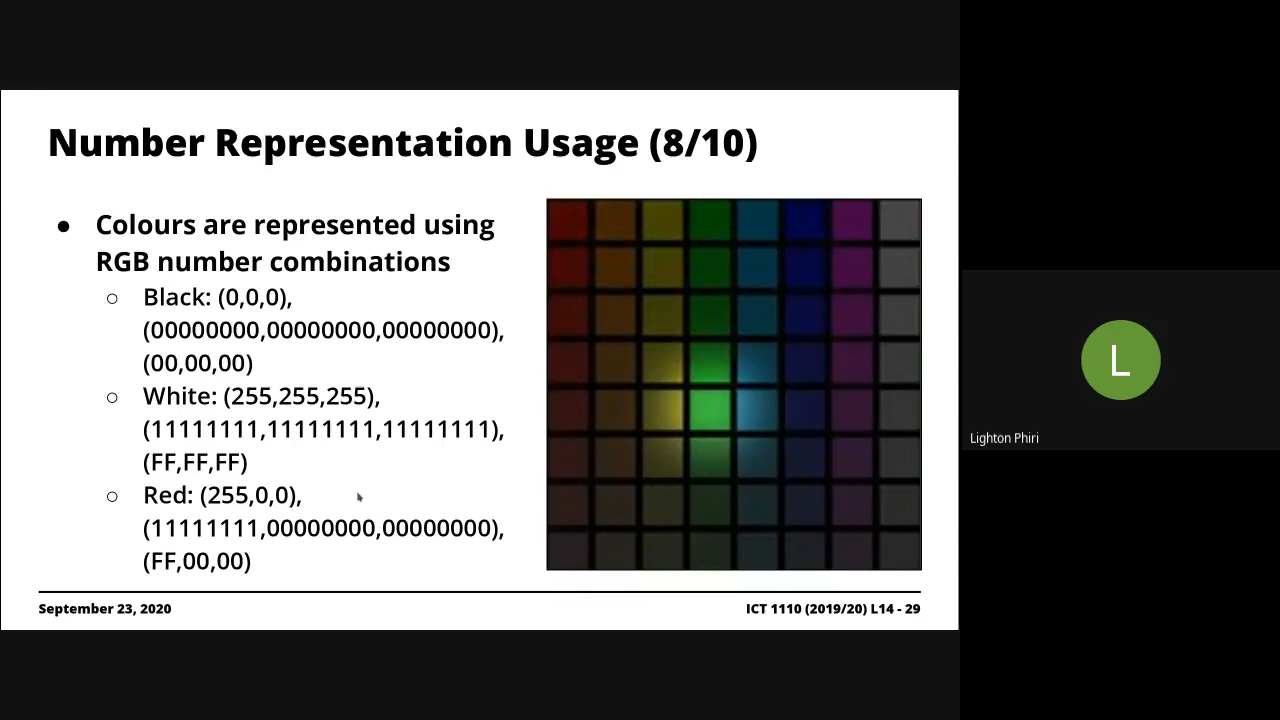 Number Representation Usage (8/10)
● Colours are represented using
RGB number combinations
○ Black: (0,0,0),
(00000000,00000000,00000000),
(00,00,00)
○ White: (255,255,255),
(11111111,11111111,11111111),
(FF,FF,FF)
○ Red: (255,0,0),
(11111111,00000000,00000000),
(FF,00,00)
September 23, 2020
ICT 1110 (2019/20) L14 - 29
L
Lighton Phiri